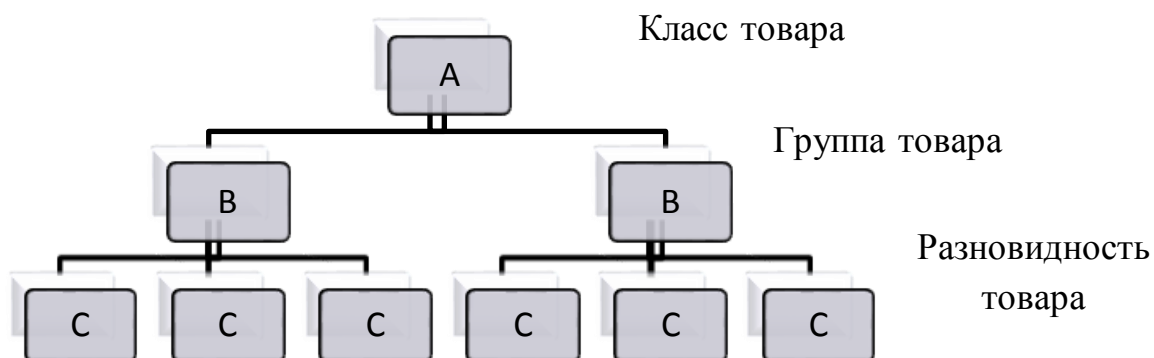 Класс товара
A
Группа товара
B B
Разновидность
товара
C C C C C C